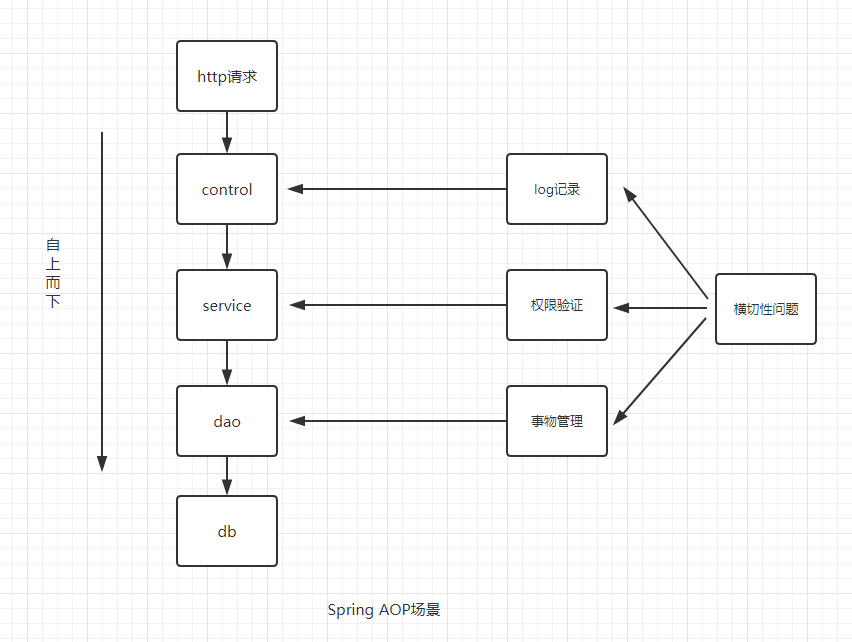 http请求
control
log记录
自
上
而
下
service
权限验证
横切性问题
dao
事物管理
db
Spring AOP场景